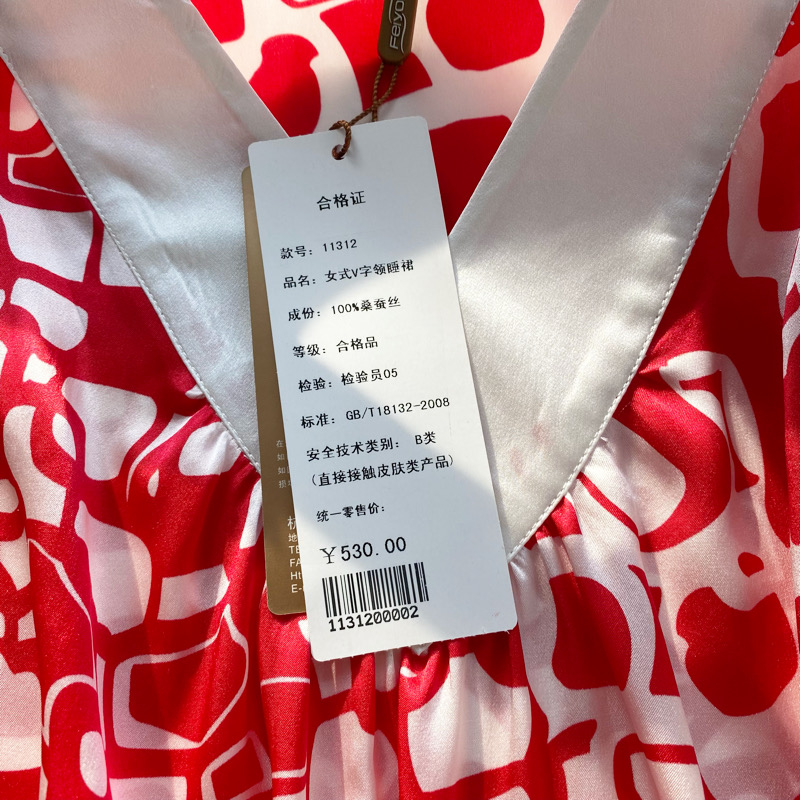 合格证
款号：11312
品名：女式V字领睡裙
成份：100%桑蚕丝
等级：合格品
检验：检验员05
标准：GB/T18132-2008
安全技术类别： B类
(直接接触皮肤类产品)
统一零售价:
￥530.00
1131200002